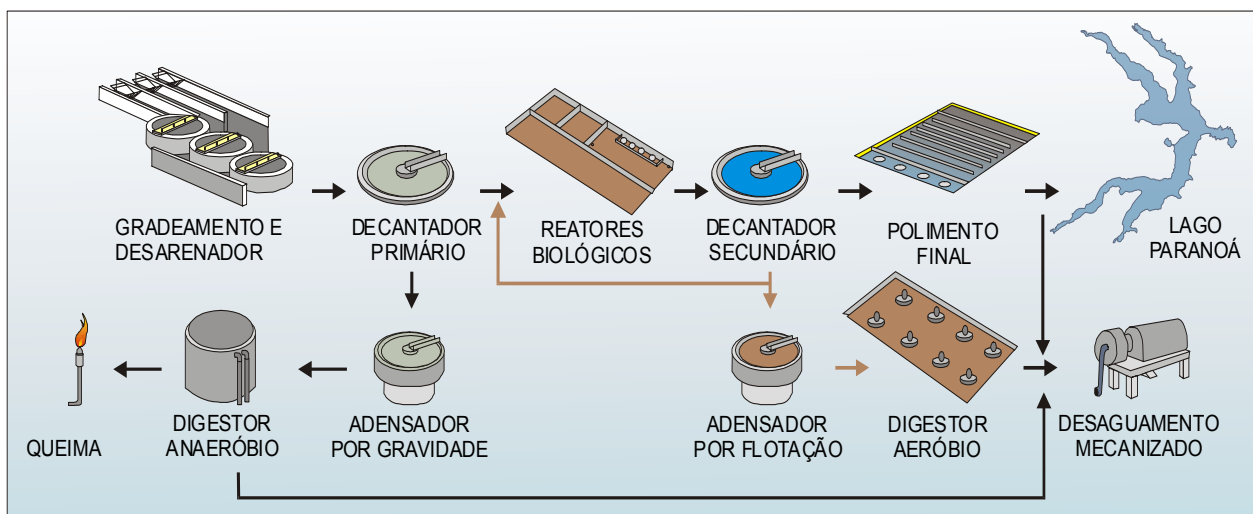 GRADEAMENTO E
DESARENADOR
DECANTADOR
PRIMÁRIO
REATORES
BIOLÓGICOS
DECANTADOR
SECUNDÁRIO
POLIMENTO
FINAL
LAGO
PARANOÁ
QUEIMA
DIGESTOR
ANAERÓBIO
ADENSADOR
POR GRAVIDADE
ADENSADOR
POR FLOTAÇÃO
DIGESTOR
AERÓBIO
DESAGUAMENTO
MECANIZADO